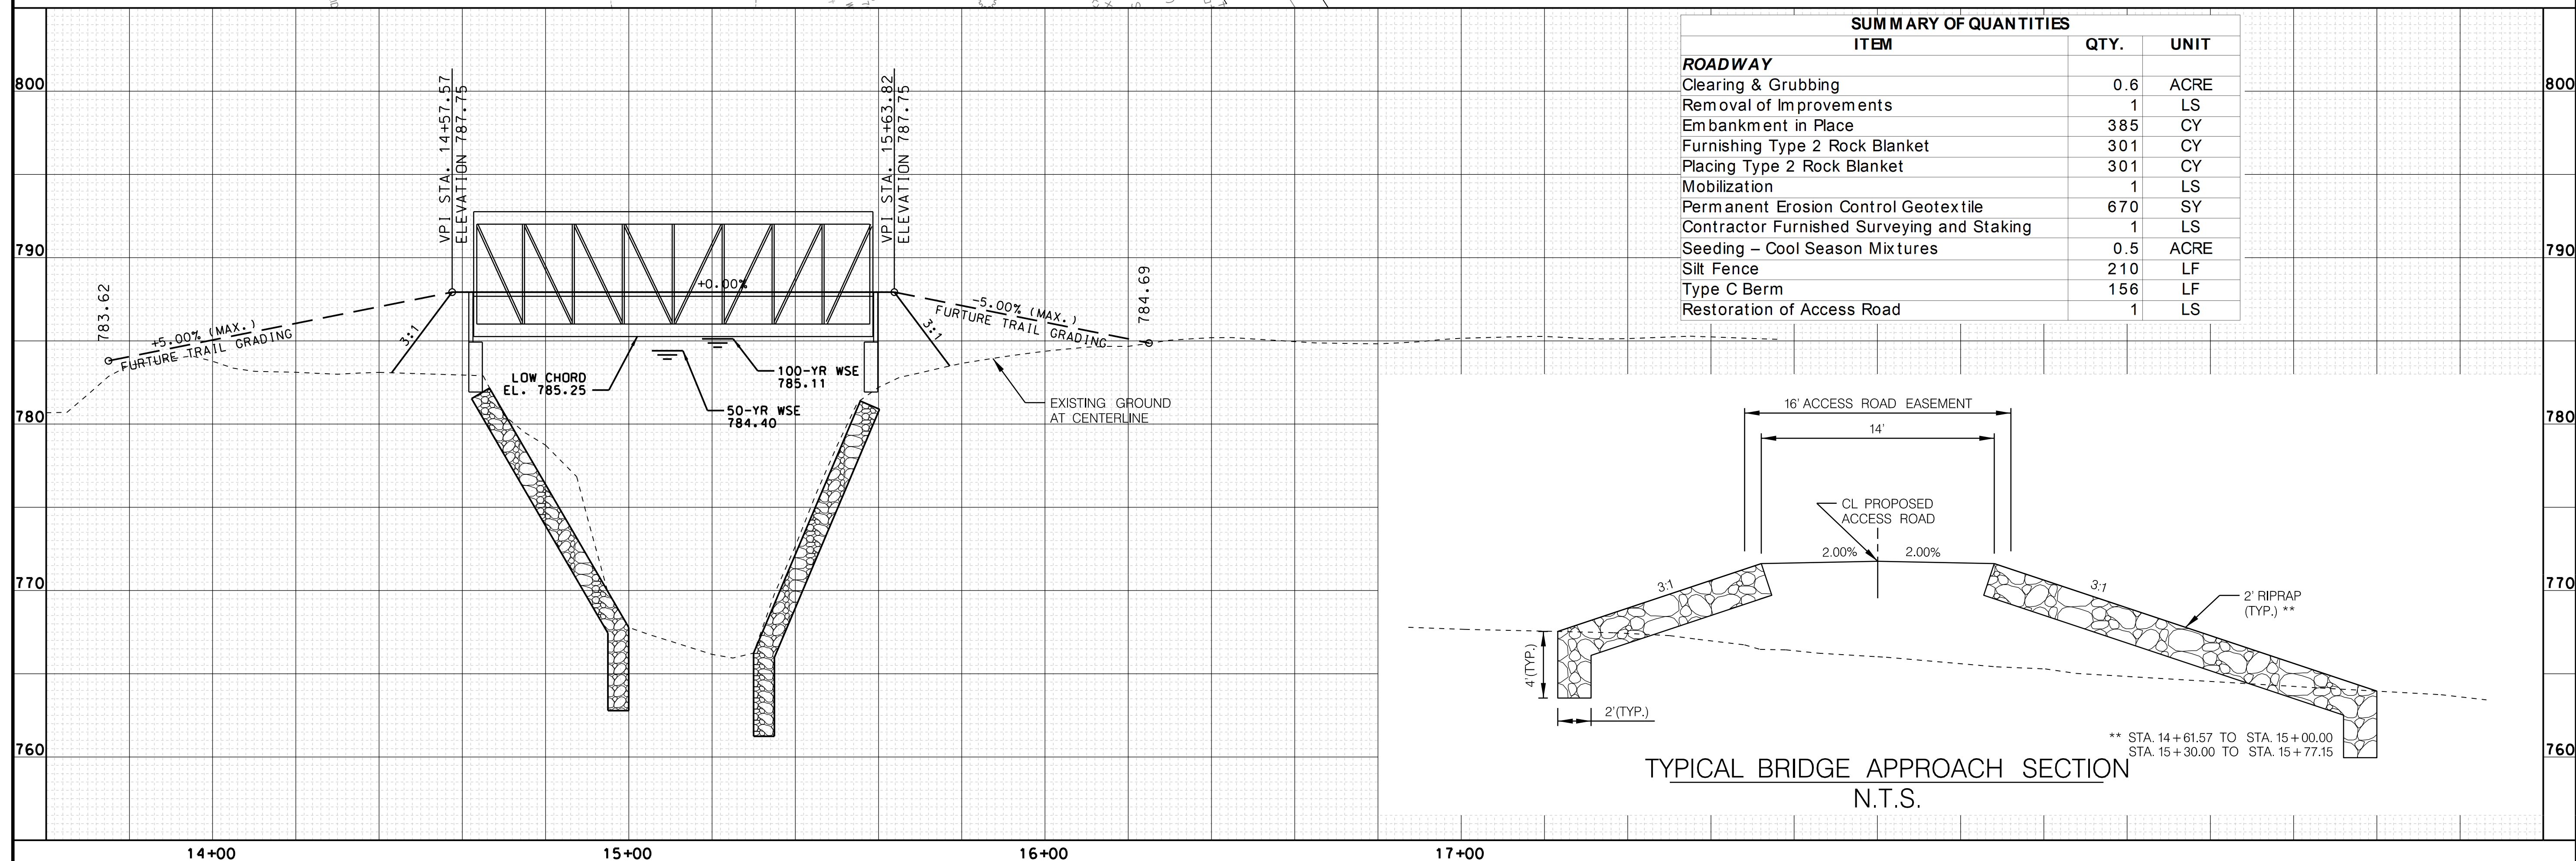 SUMMARY OF QUANTITIES
ITEM QTY. UNIT
ROADWAY
Clearing & Grubbing 0.6 ACRE
Removal of Improvements 1 LS
Embankment in Place 385 CY
Furnishing Type 2 Rock Blanket 301 CY
Placing Type 2 Rock Blanket 301 CY
Mobilization 1 LS
Permanent Erosion Control Geotextile 670 SY
Contractor Furnished Surveying and Staking 1 LS
Seeding – Cool Season Mixtures 0.5 ACRE
Silt Fence 210 LF
Type C Berm 156 LF
Restoration of Access Road 1 LS
800
790
780
770
760
VPI STA. 14+57.57
ELEVATION 787.75
VPI STA. 15+63.82
ELEVATION 787.75
783.62
+5.00% (MAX.)
FURTURE TRAIL GRADING
3:1
+0.00%
3:1
-5.00% (MAX.)
FURTURE TRAIL GRADING
784.69
LOW CHORD
EL. 785.25
100-YR WSE
785.11
50-YR WSE
784.40
EXISTING GROUND
AT CENTERLINE
800
790
780
770
760
16' ACCESS ROAD EASEMENT
14'
CL PROPOSED
ACCESS ROAD
2.00% 2.00%
3:1
3:1
2' RIPRAP
(TYP.) **
4'(TYP.)
2'(TYP.)
** STA. 14+61.57 TO STA. 15+00.00
STA. 15+30.00 TO STA. 15+77.15
TYPICAL BRIDGE APPROACH SECTION
N.T.S.
14+00 15+00 16+00 17+00